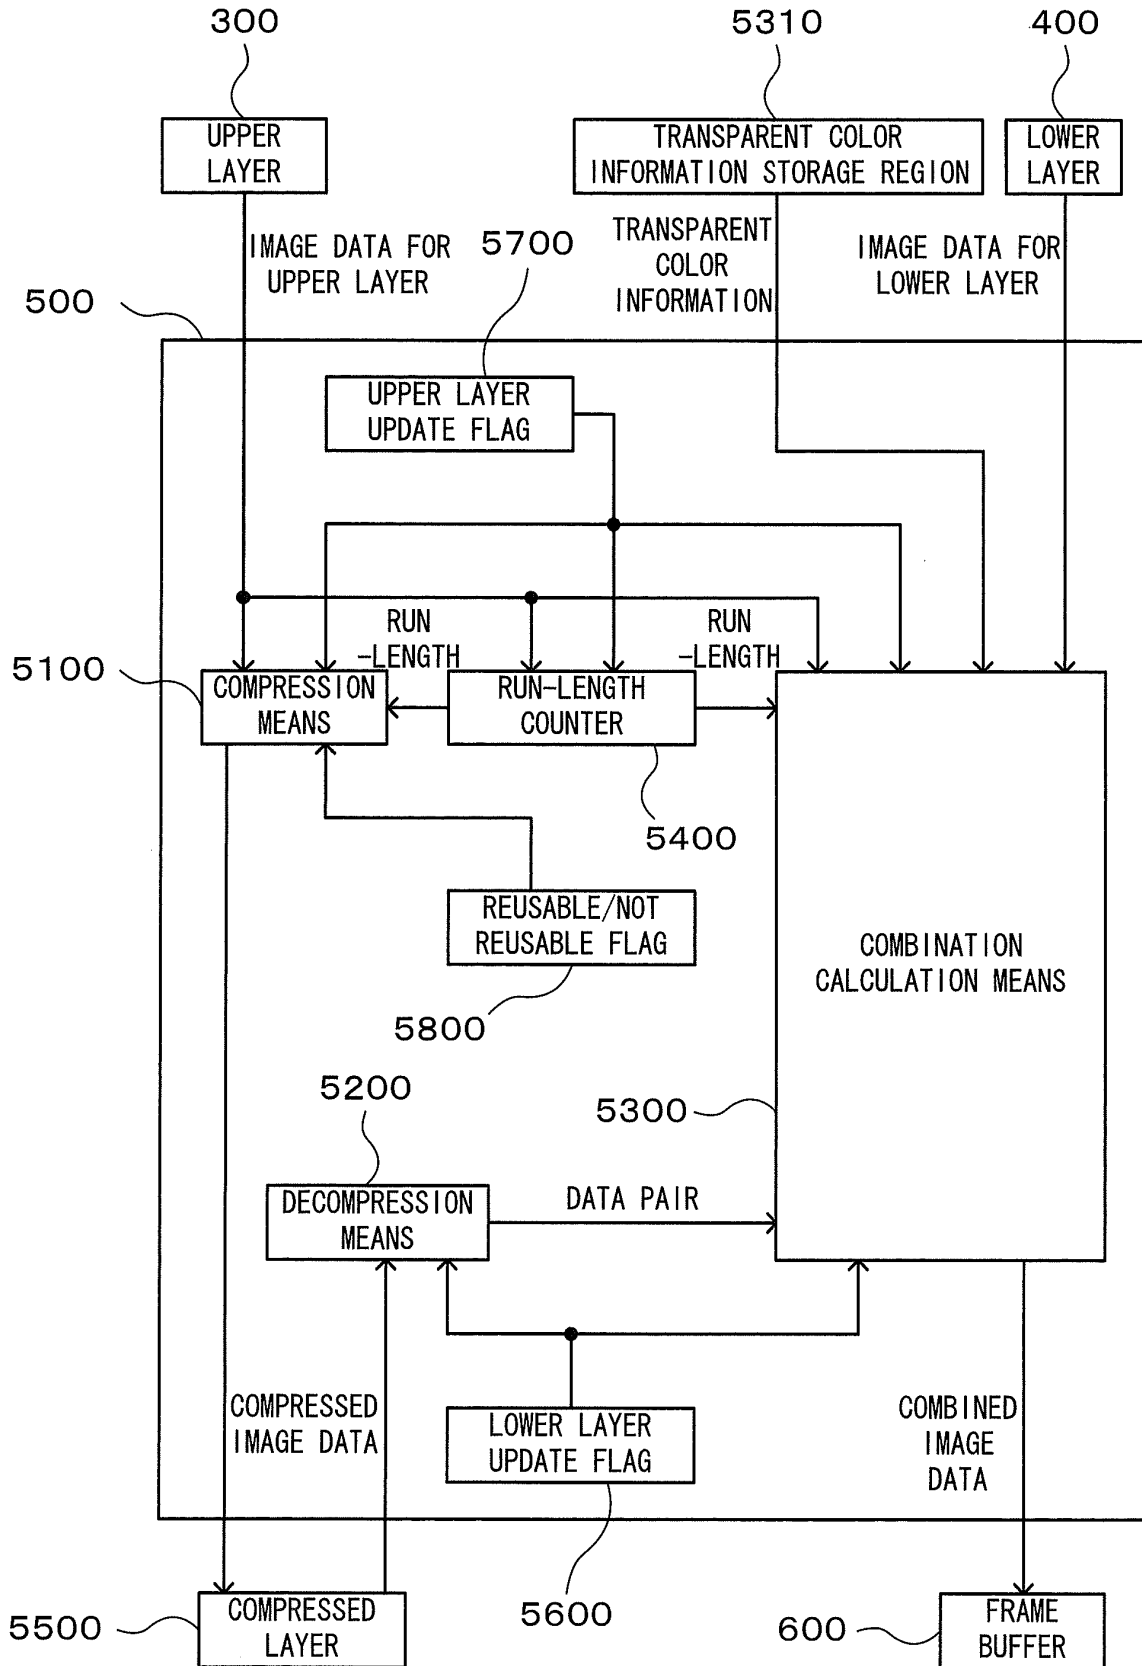 300
5310
400
UPPER
LAYER
TRANSPARENT COLOR
INFORMATION STORAGE REGION
LOWER
LAYER
IMAGE DATA FOR
UPPER LAYER
5700
TRANSPARENT
COLOR
INFORMATION
IMAGE DATA FOR
LOWER LAYER
500
UPPER LAYER
UPDATE FLAG
RUN
-LENGTH
RUN
-LENGTH
5100
COMPRESSION
MEANS
RUN-LENGTH
COUNTER
5400
REUSABLE/NOT
REUSABLE FLAG
COMBINATION
CALCULATION MEANS
5800
5200
5300
DECOMPRESSION
MEANS
DATA PAIR
COMPRESSED
IMAGE DATA
LOWER LAYER
UPDATE FLAG
COMBINED
IMAGE
DATA
5500
COMPRESSED
LAYER
5600
600
FRAME
BUFFER